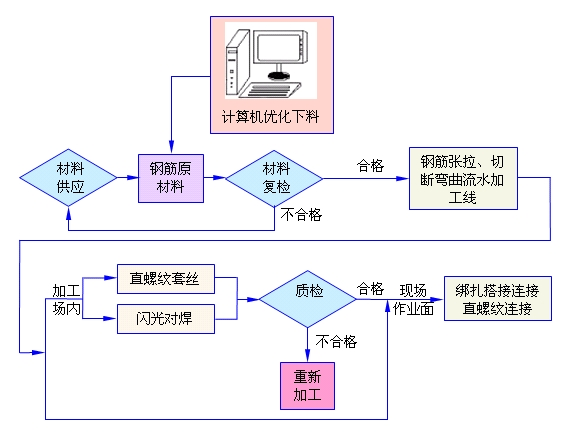 计算机优化下料
材料
供应
钢筋原
材料
材料
复检
合格
不合格
钢筋张拉、切
断弯曲流水加
工线
加工
场内
直螺纹套丝
闪光对焊
质检
合格
不合格
重新
加工
现场
作业面
绑扎搭接连接
直螺纹连接